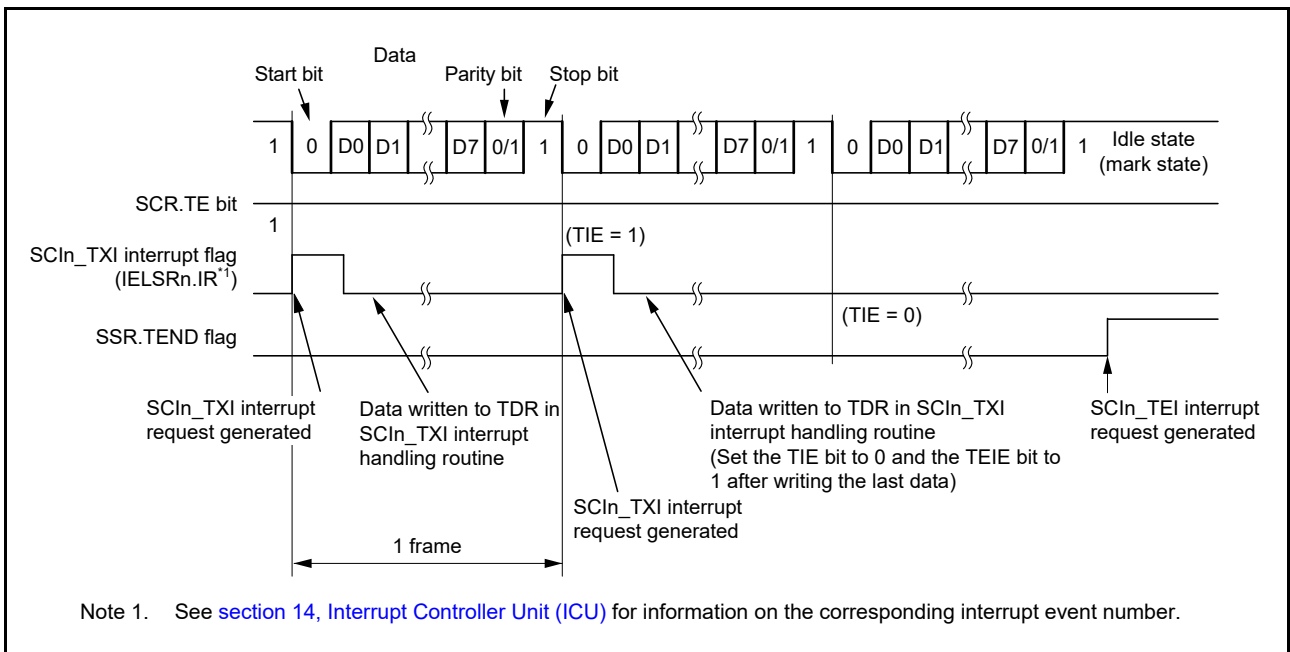 Data
Start bit Parity bit Stop bit
1 0 D0 D1 D7 0/1 1 0 D0 D1 D7 0/1 1 0 D0 D1 D7 0/1 1 Idle state
(mark state)
SCR.TE bit
1
(TIE = 1)
SCIn_TXI interrupt flag
(IELSRn.IR*1)
(TIE = 0)
SSR.TEND flag
SCIn_TXI interrupt
request generated
Data written to TDR in
SCIn_TXI interrupt
handling routine
SCIn_TXI interrupt
request generated
Data written to TDR in SCIn_TXI
interrupt handling routine
(Set the TIE bit to 0 and the TEIE bit to
1 after writing the last data)
SCIn_TEI interrupt
request generated
1 frame
Note 1. See section 14, Interrupt Controller Unit (ICU) for information on the corresponding interrupt event number.